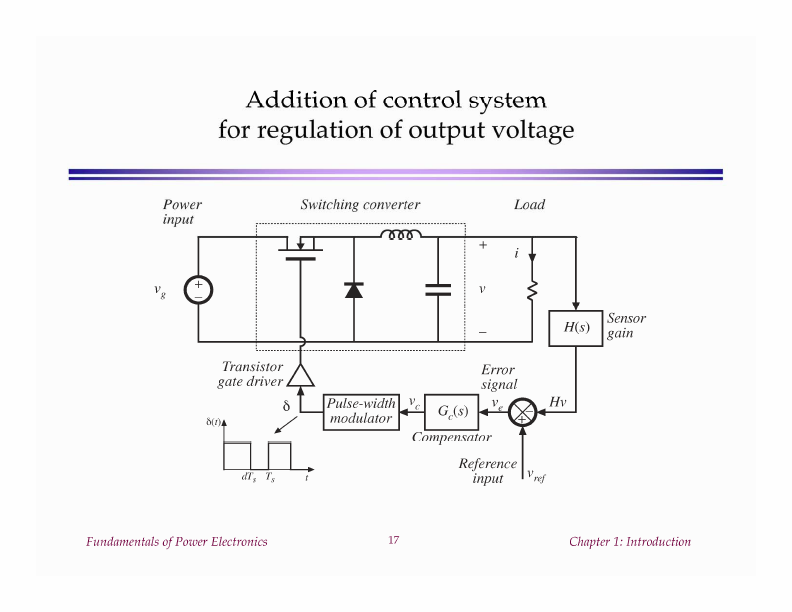 Addition of control system
for regulation of output voltage
Power
input
Switching converter
Load
+
i
v_g
+
–
v
–
H(s)
Sensor
gain
Transistor
gate driver
Error
signal
δ
Pulse-width
modulator
v_c
G_c(s)
v_e
–
+
Hv
Compensator
δ(t)
dT_s
T_s
t
Reference
input
v_ref
Fundamentals of Power Electronics
17
Chapter 1: Introduction